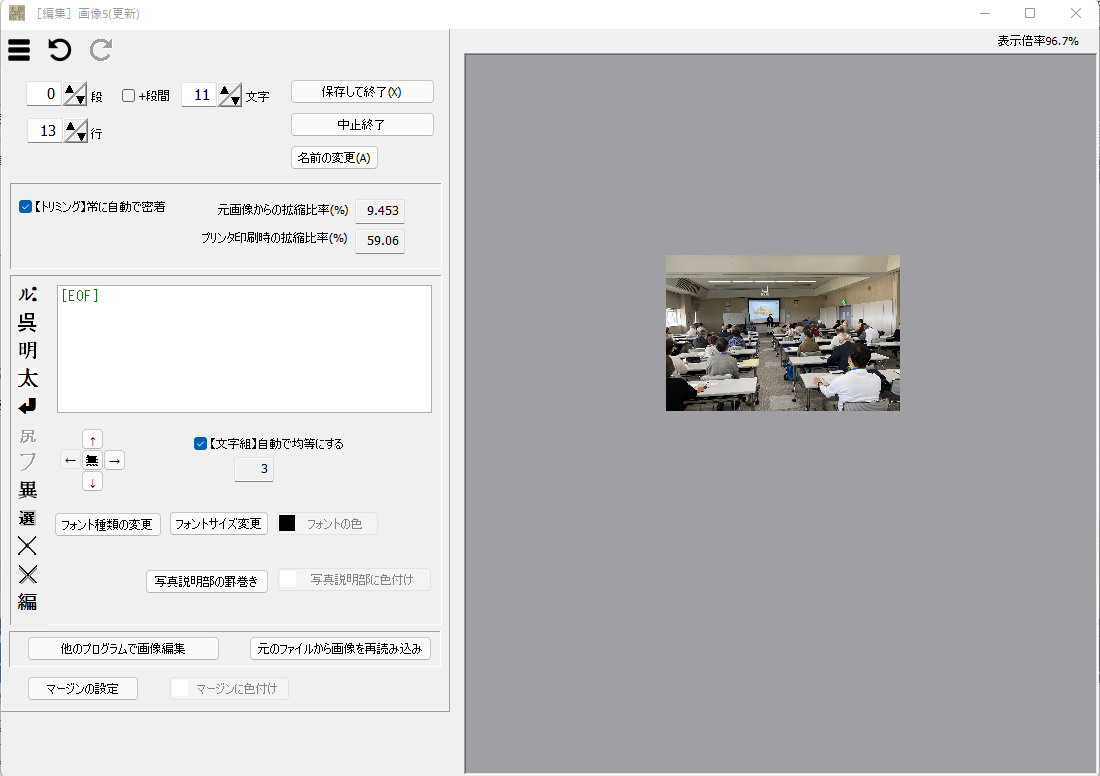 ［編集］画像5(更新)
表示倍率96.7%
0 段 +段間 11 文字
13 行
保存して終了(X)
中止終了
名前の変更(A)
【トリミング】常に自動で密着
元画像からの拡縮比率(%) 9.453
プリンタ印刷時の拡縮比率(%) 59.06
ル
呉
明
太
尻
フ
異
選
編
[EOF]
↑
← 無 →
↓
【文字組】自動で均等にする
3
フォント種類の変更 フォントサイズ変更 フォントの色
写真説明部の罫巻き 写真説明部に色付け
他のプログラムで画像編集 元のファイルから画像を再読み込み
マージンの設定 マージンに色付け